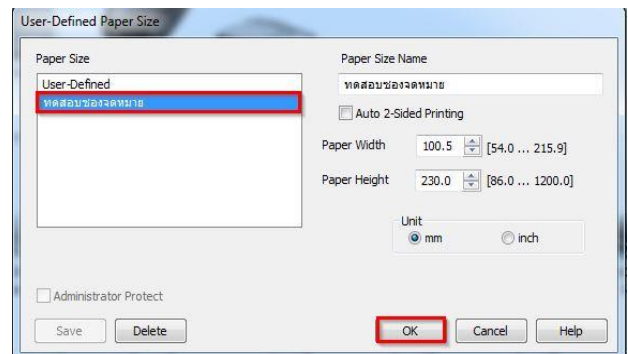 User-Defined Paper Size
Paper Size
User-Defined
ทดสอบช่องจดหมาย
Paper Size Name
ทดสอบช่องจดหมาย
Auto 2-Sided Printing
Paper Width 100.5 [54.0 ... 215.9]
Paper Height 230.0 [86.0 ... 1200.0]
Unit
mm inch
Administrator Protect
Save Delete OK Cancel Help